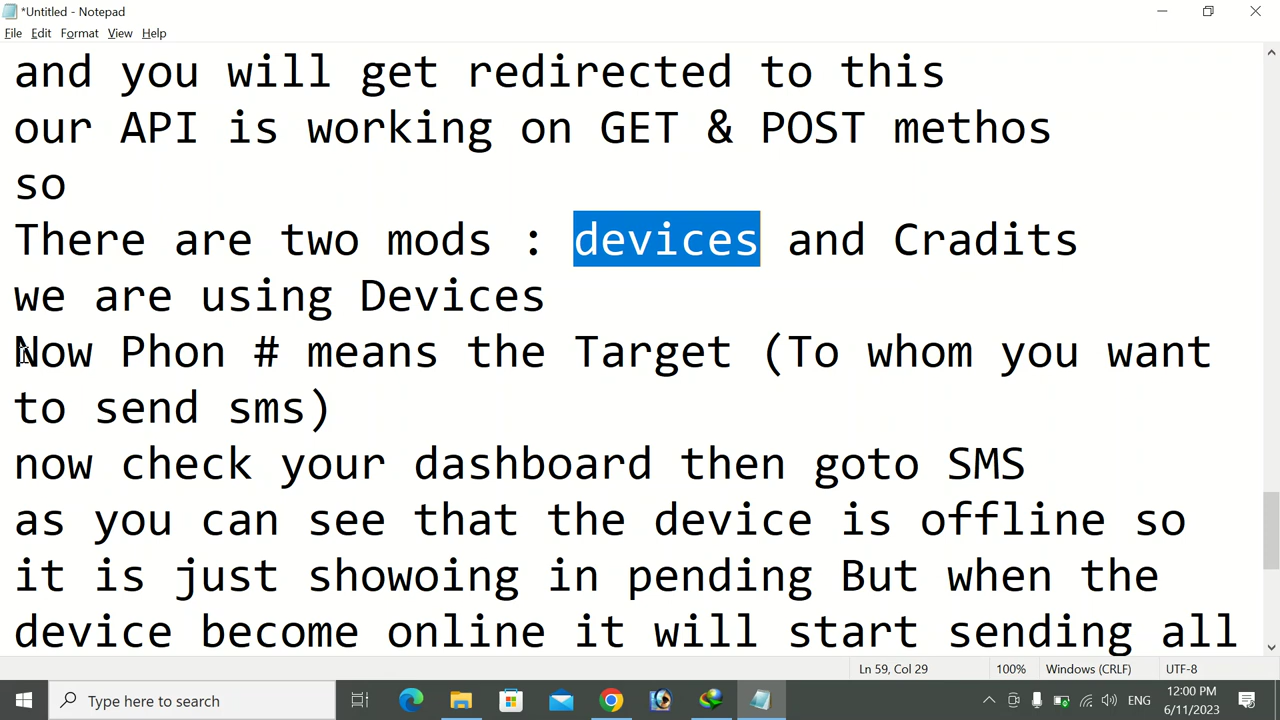 *Untitled - Notepad
File Edit Format View Help
and you will get redirected to this
our API is working on GET & POST methos
so
There are two mods : devices and Cradits
we are using Devices
Now Phon # means the Target (To whom you want
to send sms)
now check your dashboard then goto SMS
as you can see that the device is offline so
it is just showoing in pending But when the
device become online it will start sending all
Ln 59, Col 29 100% Windows (CRLF) UTF-8
Type here to search
ENG
12:00 PM
6/11/2023